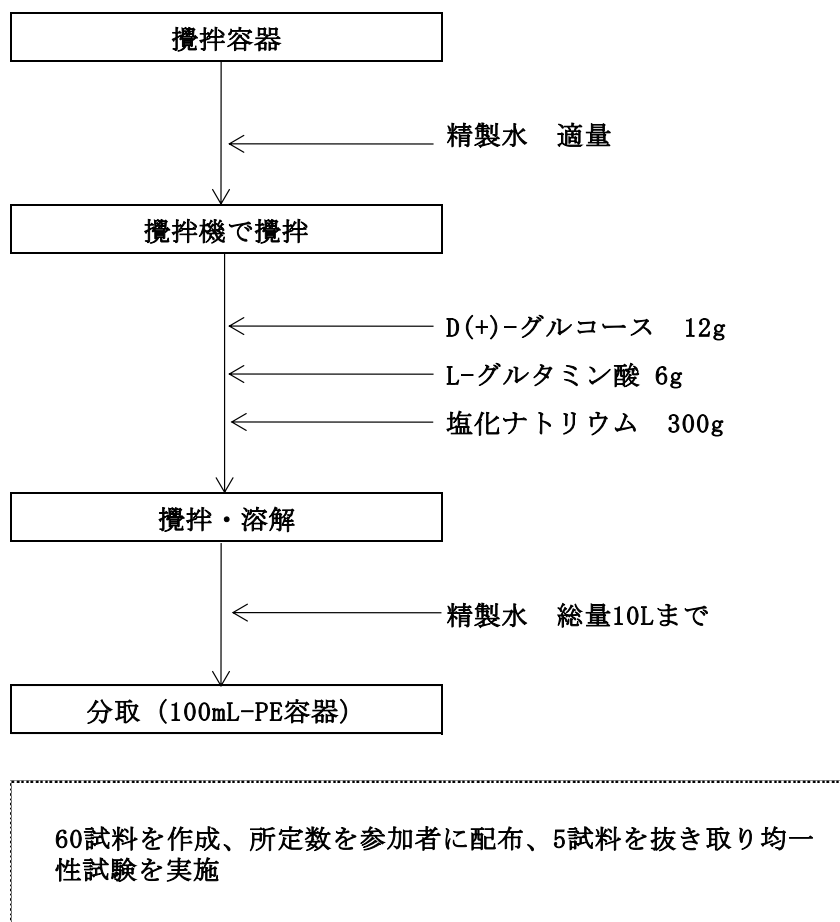 攪拌容器
精製水　適量
攪拌機で攪拌
D(+)-グルコース　12g
L-グルタミン酸 6g
塩化ナトリウム　300g
攪拌・溶解
精製水　総量10Lまで
分取（100mL-PE容器）
60試料を作成、所定数を参加者に配布、5試料を抜き取り均一
性試験を実施